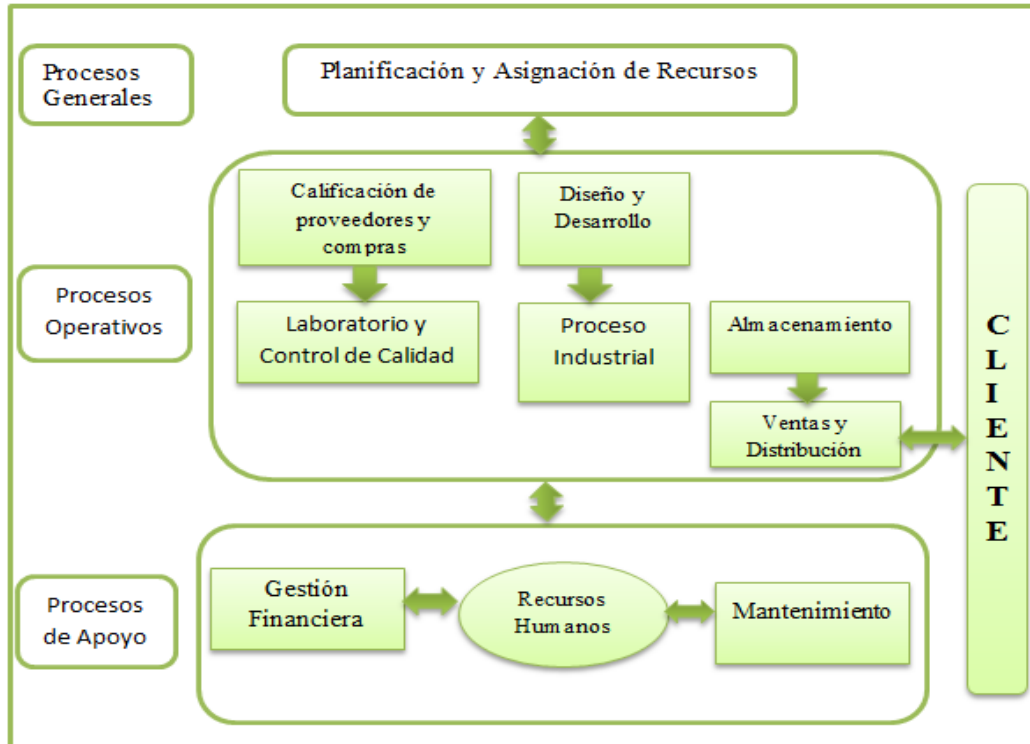 Procesos
Generales
Planificación y Asignación de Recursos
Calificación de
proveedores y
compras
Diseño y
Desarrollo
Procesos
Operativos
Laboratorio y
Control de Calidad
Proceso
Industrial
Almacenamiento
Ventas y
Distribución
CLIENTE
Procesos
de Apoyo
Gestión
Financiera
Recursos
Humanos
Mantenimiento